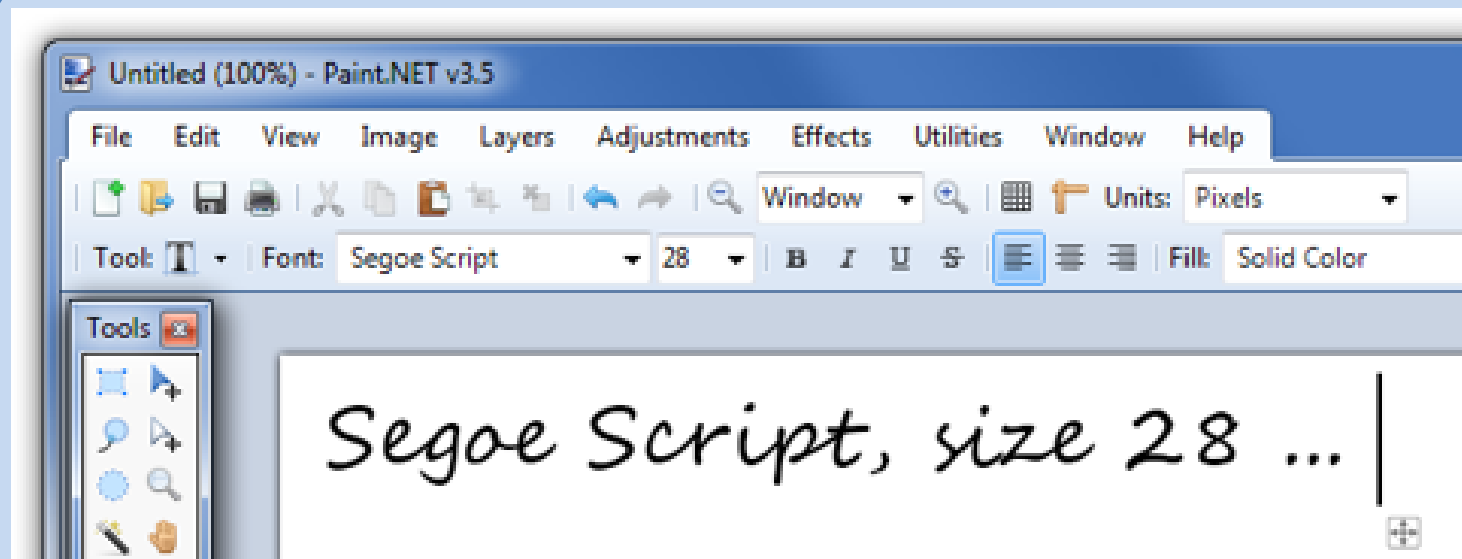 Untitled (100%) - Paint.NET v3.5
File Edit View Image Layers Adjustments Effects Utilities Window Help
Window Units: Pixels
Tool: T Font: Segoe Script 28 B I U S Fill: Solid Color
Tools
Segoe Script, size 28 ...